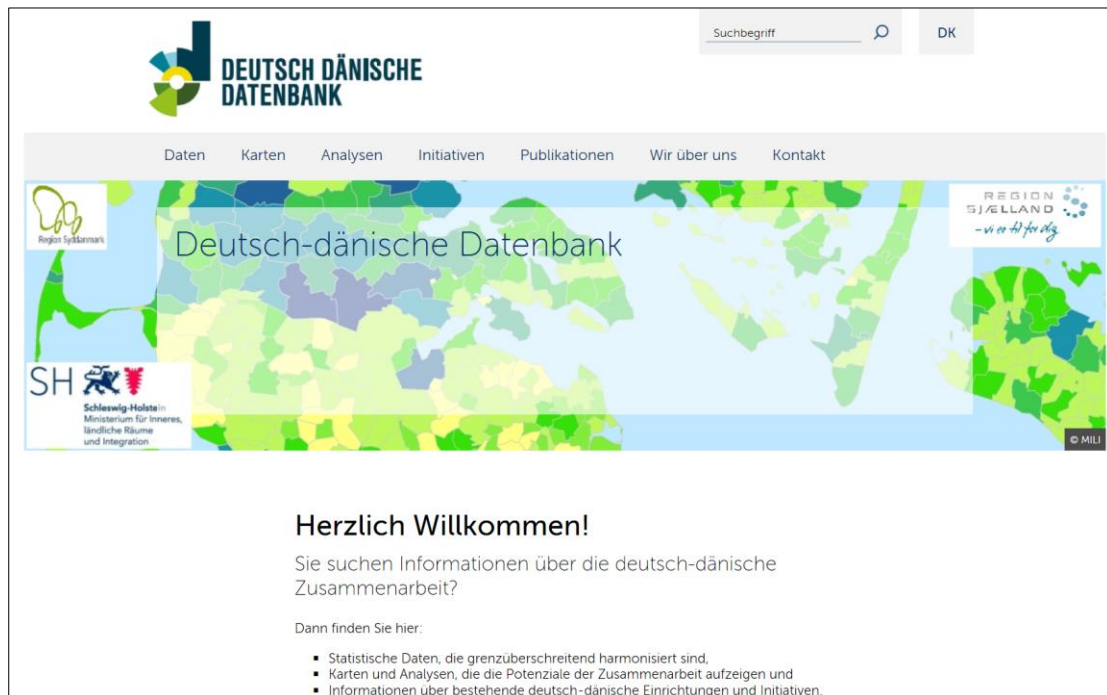 Suchbegriff
DK
DEUTSCH DÄNISCHE
DATENBANK
Daten Karten Analysen Initiativen Publikationen Wir über uns Kontakt
Region Syddanmark
REGION
SJÆLLAND
- vi er til for dig
Deutsch-dänische Datenbank
SH
Schleswig-Holstein
Ministerium für Inneres,
ländliche Räume
und Integration
© MILI
Herzlich Willkommen!
Sie suchen Informationen über die deutsch-dänische
Zusammenarbeit?
Dann finden Sie hier:
▪ Statistische Daten, die grenzüberschreitend harmonisiert sind,
▪ Karten und Analysen, die die Potenziale der Zusammenarbeit aufzeigen und
▪ Informationen über bestehende deutsch-dänische Einrichtungen und Initiativen.